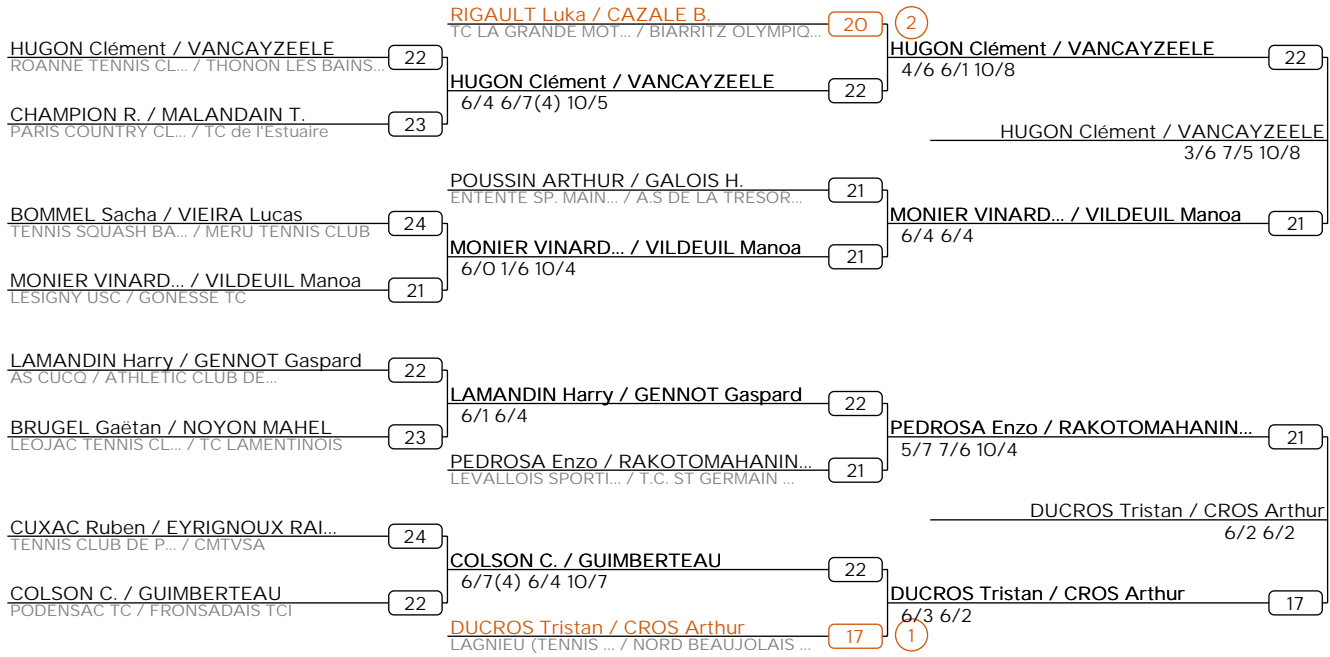 RIGAULT Luka / CAZALE B.
TC LA GRANDE MOT... / BIARRITZ OLYMPIQ...
20
2
HUGON Clément / VANCAYZEELE
ROANNE TENNIS CL... / THONON LES BAINS...
22
HUGON Clément / VANCAYZEELE
4/6 6/1 10/8
22
HUGON Clément / VANCAYZEELE
6/4 6/7(4) 10/5
22
CHAMPION R. / MALANDAIN T.
PARIS COUNTRY CL... / TC de l'Estuaire
23
HUGON Clément / VANCAYZEELE
3/6 7/5 10/8
POUSSIN ARTHUR / GALOIS H.
ENTENTE SP. MAIN... / A.S DE LA TRESOR...
21
BOMMEL Sacha / VIEIRA Lucas
TENNIS SQUASH BA... / MERU TENNIS CLUB
24
MONIER VINARD... / VILDEUIL Manoa
6/4 6/4
21
MONIER VINARD... / VILDEUIL Manoa
6/0 1/6 10/4
21
MONIER VINARD... / VILDEUIL Manoa
LESIGNY USC / GONESSE TC
21
LAMANDIN Harry / GENNOT Gaspard
AS CUCQ / ATHLETIC CLUB DE...
22
LAMANDIN Harry / GENNOT Gaspard
6/1 6/4
22
BRUGEL Gaëtan / NOYON MAHEL
LEOJAC TENNIS CL... / TC LAMENTINOIS
23
PEDROSA Enzo / RAKOTOMAHANIN...
5/7 7/6 10/4
21
PEDROSA Enzo / RAKOTOMAHANIN...
LEVALLOIS SPORTI... / T.C. ST GERMAIN ...
21
DUCROS Tristan / CROS Arthur
6/2 6/2
CUXAC Ruben / EYRIGNOUX RAI...
TENNIS CLUB DE P... / CMTVSA
24
COLSON C. / GUIMBERTEAU
6/7(4) 6/4 10/7
22
COLSON C. / GUIMBERTEAU
PODENSAC TC / FRONSADAIS TCI
22
DUCROS Tristan / CROS Arthur
6/3 6/2
17
DUCROS Tristan / CROS Arthur
LAGNIEU (TENNIS ... / NORD BEAUJOLAIS ...
17
1